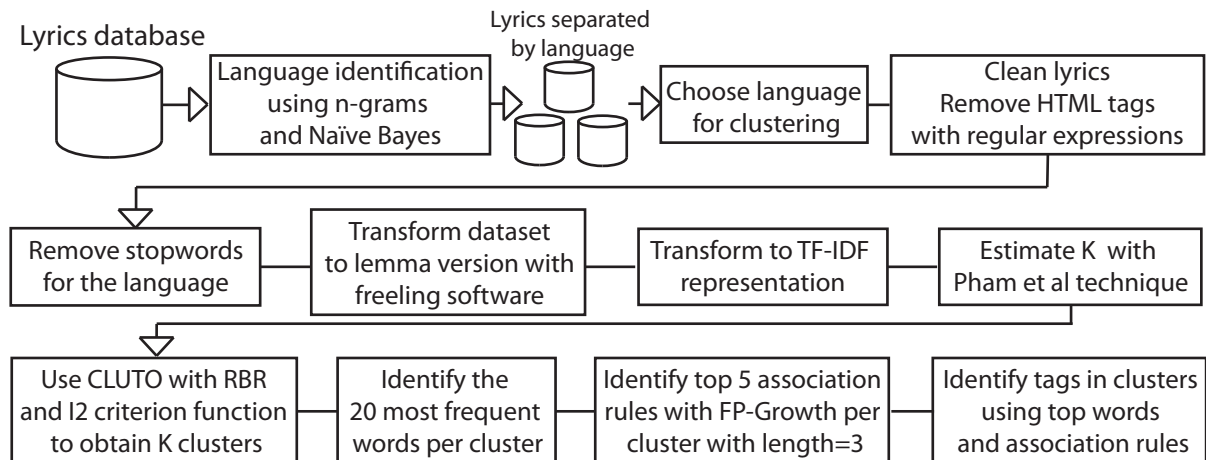 Lyrics database
Language identification
using n-grams
and Naïve Bayes
Lyrics separated
by language
Choose language
for clustering
Clean lyrics
Remove HTML tags
with regular expressions
Remove stopwords
for the language
Transform dataset
to lemma version with
freeling software
Transform to TF-IDF
representation
Estimate K with
Pham et al technique
Use CLUTO with RBR
and I2 criterion function
to obtain K clusters
Identify the
20 most frequent
words per cluster
Identify top 5 association
rules with FP-Growth per
cluster with length=3
Identify tags in clusters
using top words
and association rules